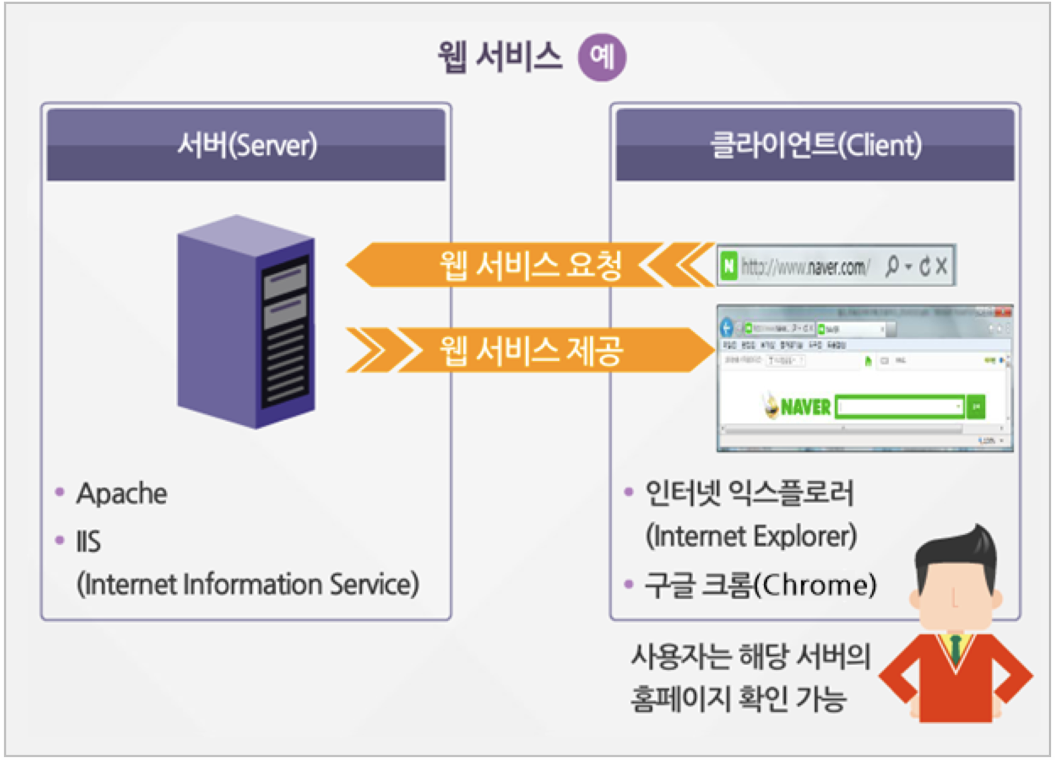 웹 서비스 예
서버(Server)
클라이언트(Client)
웹 서비스 요청
N http://www.naver.com/
웹 서비스 제공
NAVER
• Apache
• IIS
(Internet Information Service)
• 인터넷 익스플로러
(Internet Explorer)
• 구글 크롬(Chrome)
사용자는 해당 서버의
홈페이지 확인 가능